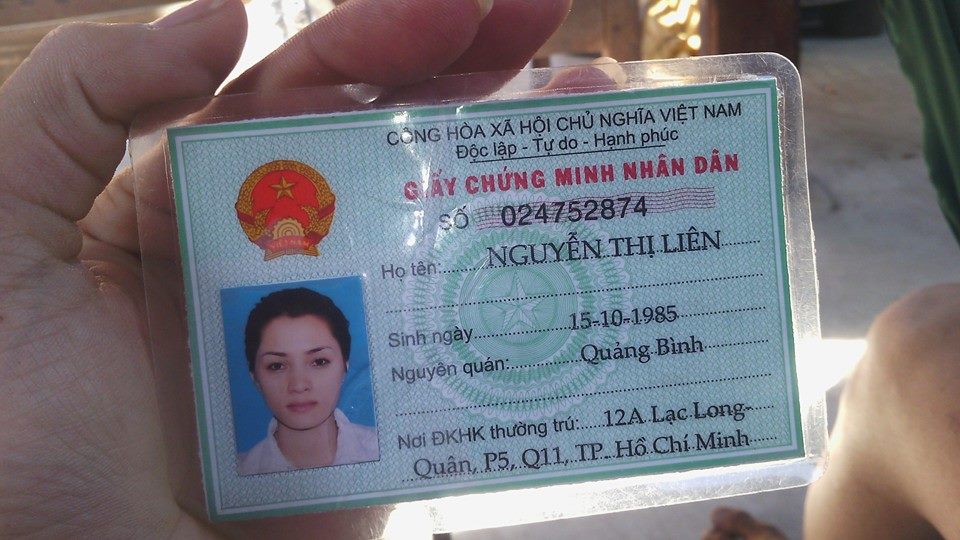 CỘNG HÒA XÃ HỘI CHỦ NGHĨA VIỆT NAM
Độc lập - Tự do - Hạnh phúc
GIẤY CHỨNG MINH NHÂN DÂN
SỐ 024752874
Họ tên: NGUYỄN THỊ LIÊN
Sinh ngày 15-10-1985
Nguyên quán: Quảng Bình
Nơi ĐKHK thường trú: 12A Lạc Long-
Quân, P5, Q11, TP. Hồ Chí Minh
VIỆT NAM